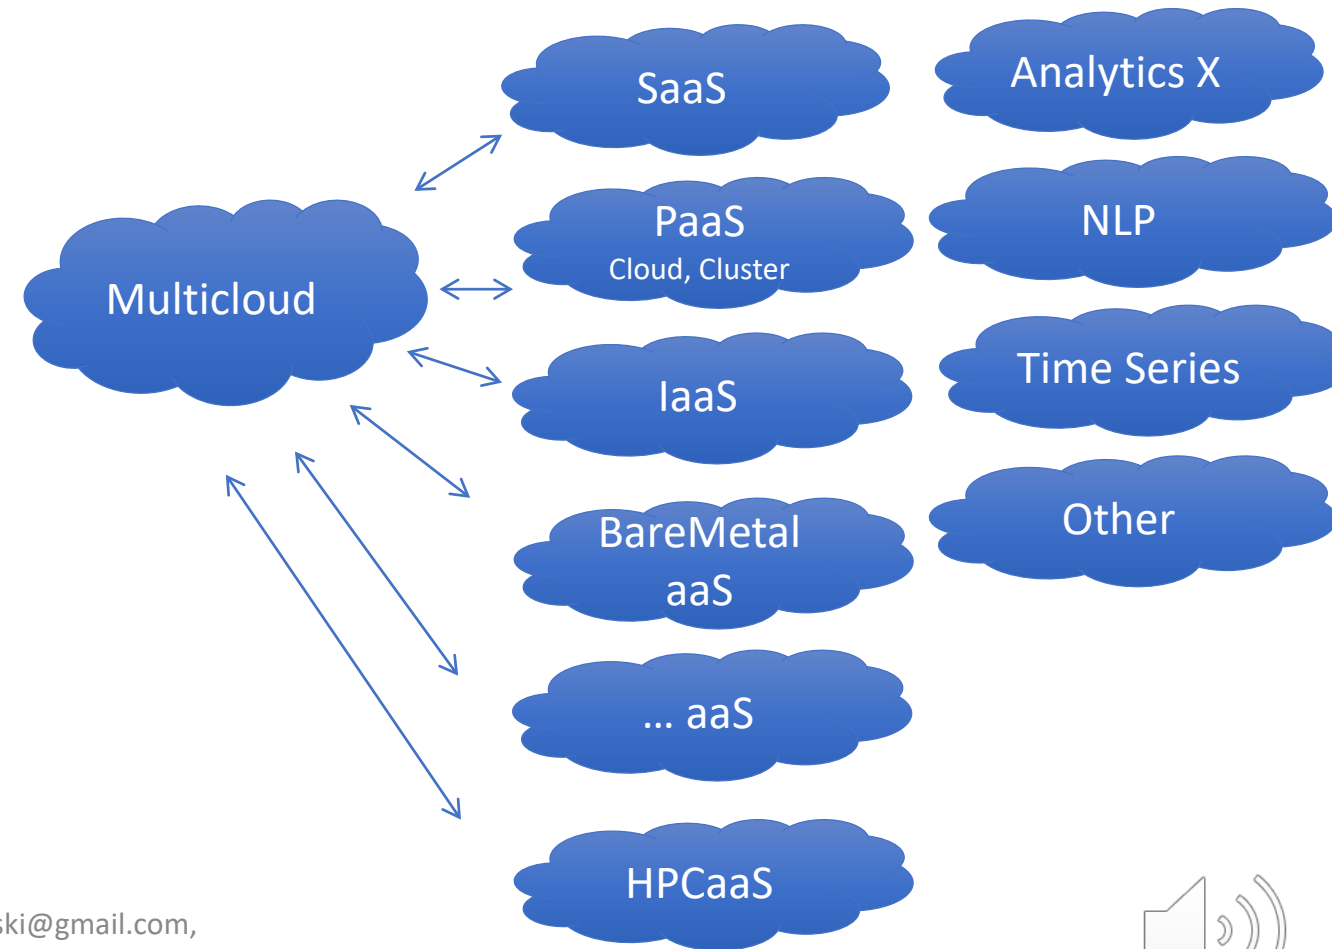 SaaS
Analytics X
PaaS
Cloud, Cluster
NLP
Multicloud
IaaS
Time Series
BareMetal
aaS
Other
... aaS
HPCaaS
ski@gmail.com,